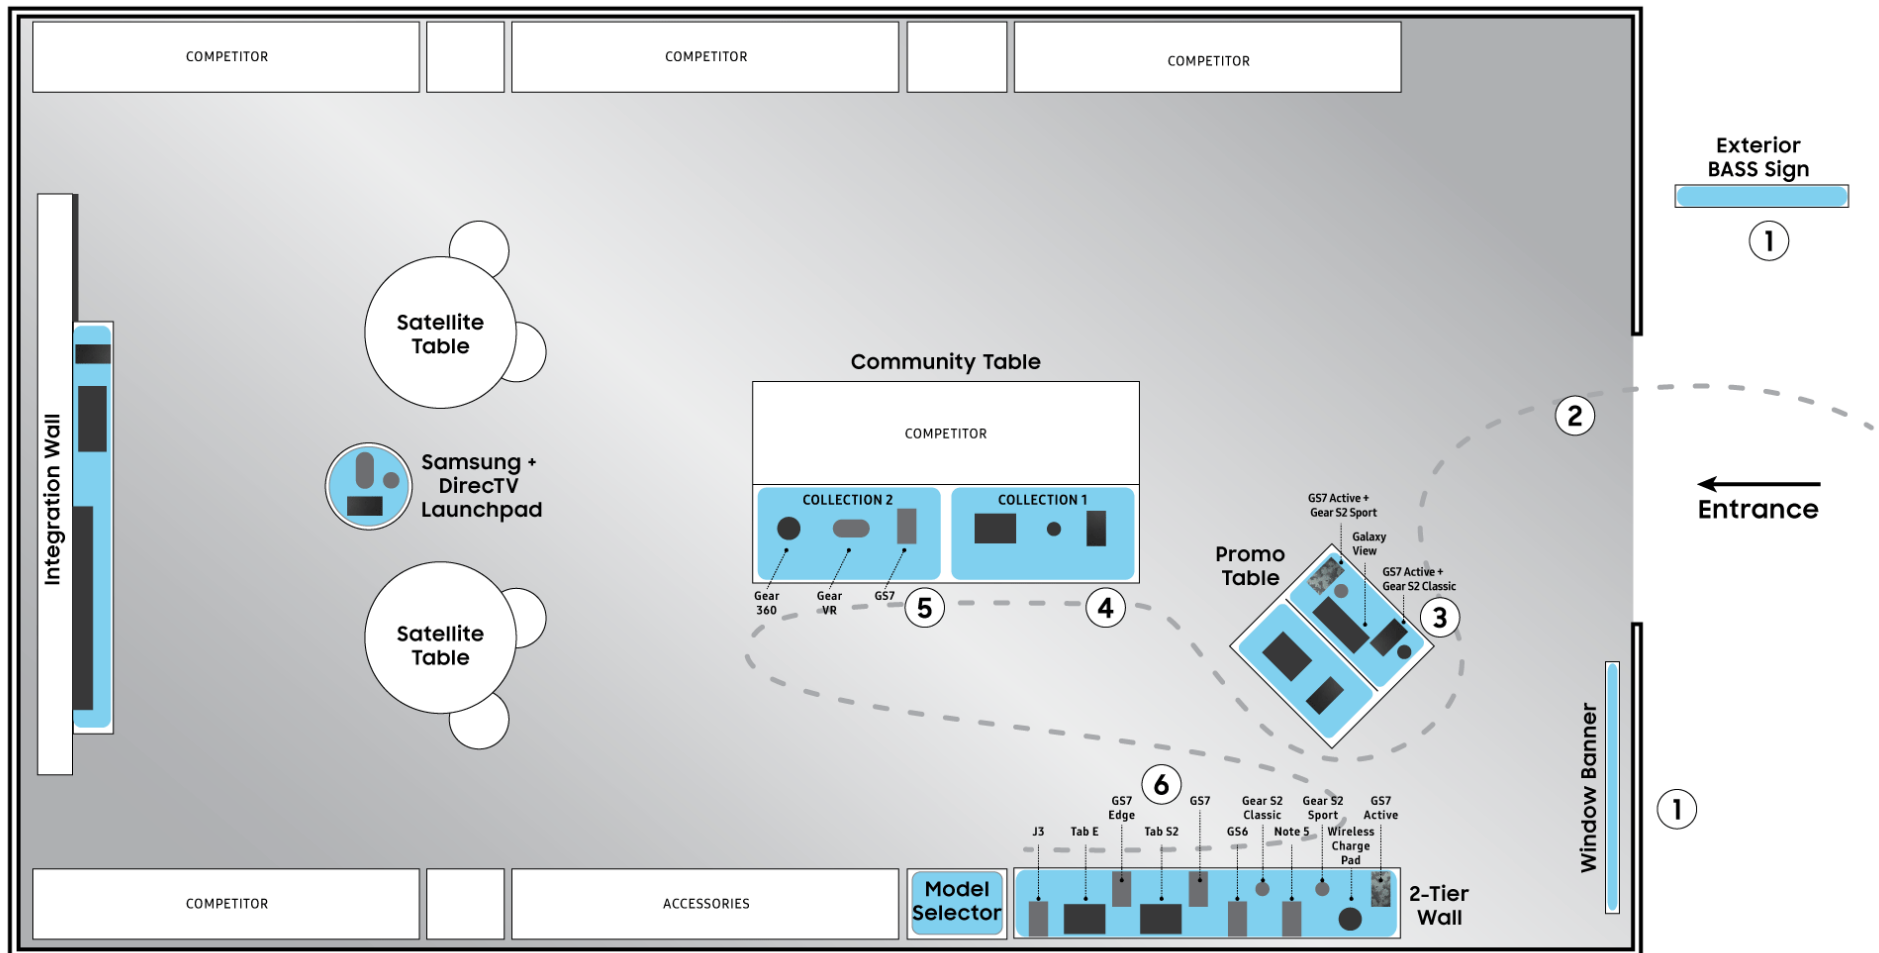 COMPETITOR
COMPETITOR
COMPETITOR
Exterior
BASS Sign
1
Satellite
Table
Community Table
COMPETITOR
2
Integration Wall
Samsung +
DirecTV
Launchpad
COLLECTION 2
COLLECTION 1
Entrance
GS7 Active +
Gear S2 Sport
Galaxy
View
GS7 Active +
Gear S2 Classic
Promo
Table
3
Gear
360
Gear
VR
GS7
5
4
Satellite
Table
Window Banner
1
6
GS7
Edge
GS7
Gear S2
Classic
Gear S2
Sport
GS7
Active
J3
Tab E
Tab S2
GS6
Note 5
Wireless
Charge
Pad
COMPETITOR
ACCESSORIES
Model
Selector
2-Tier
Wall